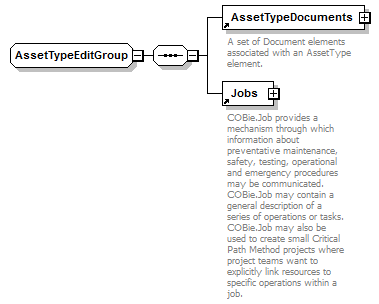 AssetTypeEditGroup
AssetTypeDocuments
A set of Document elements
associated with an AssetType
element.
Jobs
COBie.Job provides a
mechanism through which
information about
preventative maintenance,
safety, testing, operational
and emergency procedures
may be communicated.
COBie.Job may contain a
general description of a
series of operations or tasks.
COBie.Job may also be
used to create small Critical
Path Method projects where
project teams want to
explicitly link resources to
specific operations within a
job.